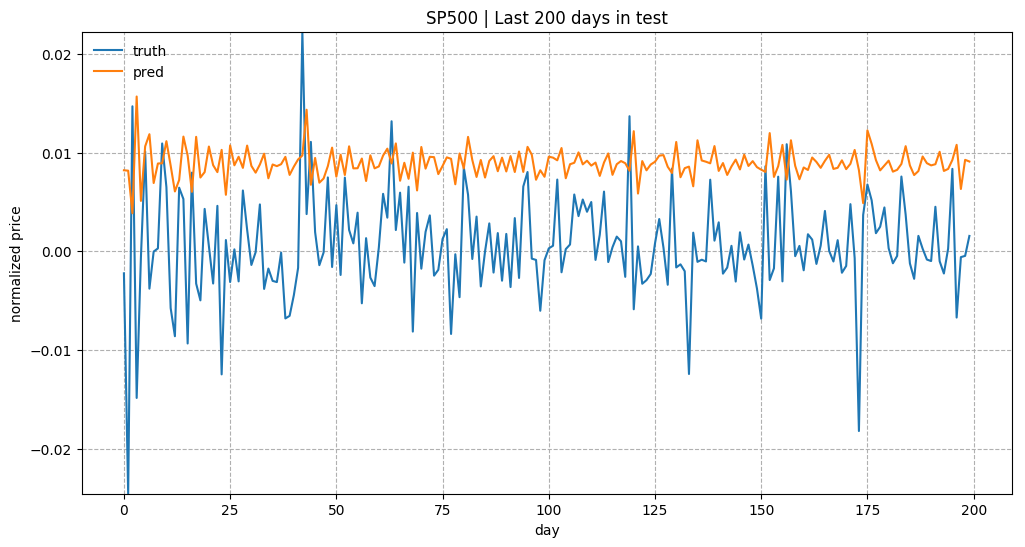 SP500 | Last 200 days in test
truth
pred
normalized price
0.02
0.01
0.00
−0.01
−0.02
0 25 50 75 100 125 150 175 200
day